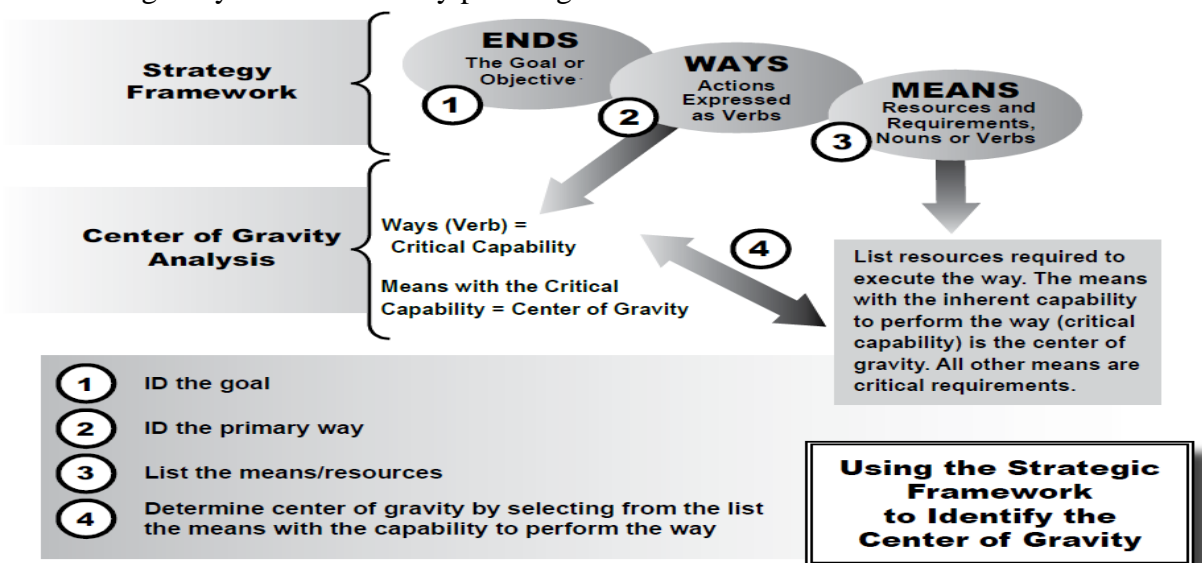 Strategy
Framework
ENDS
The Goal or
Objective
1
WAYS
Actions
Expressed
as Verbs
2
MEANS
Resources and
Requirements,
Nouns or Verbs
3
Center of Gravity
Analysis
Ways (Verb) =
Critical Capability
Means with the Critical
Capability = Center of Gravity
4
List resources required to
execute the way. The means
with the inherent capability
to perform the way (critical
capability) is the center of
gravity. All other means are
critical requirements.
1 ID the goal
2 ID the primary way
3 List the means/resources
4 Determine center of gravity by selecting from the list
the means with the capability to perform the way
Using the Strategic
Framework
to Identify the
Center of Gravity